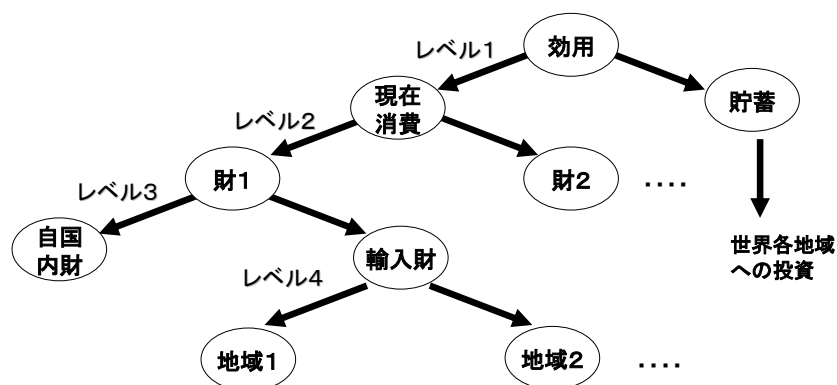 効用
レベル1
現在
消費
貯蓄
レベル2
財1
財2
....
レベル3
自国
内財
輸入財
世界各地域
への投資
レベル4
地域1
地域2
....